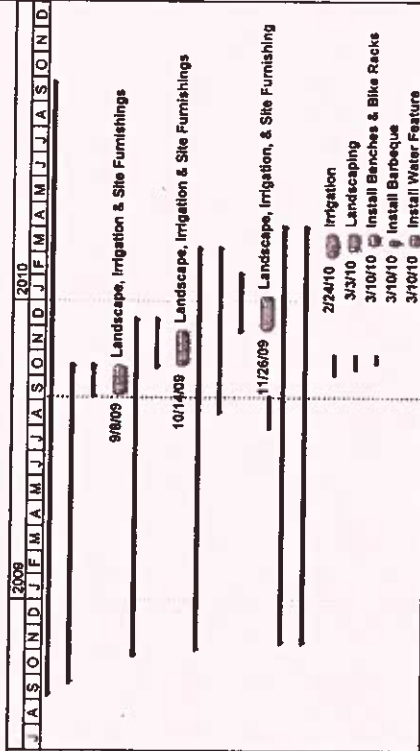 2009 2010
J A S O N D J F M A M J J A S O N D J F M A M J J A S O N D
9/8/09 Landscape, Irrigation & Site Furnishings
10/14/09 Landscape, Irrigation & Site Furnishings
11/26/09 Landscape, Irrigation, & Site Furnishing
2/24/10 Irrigation
3/3/10 Landscaping
3/10/10 Install Benches & Bike Racks
3/10/10 Install Barbeque
3/10/10 Install Water Feature